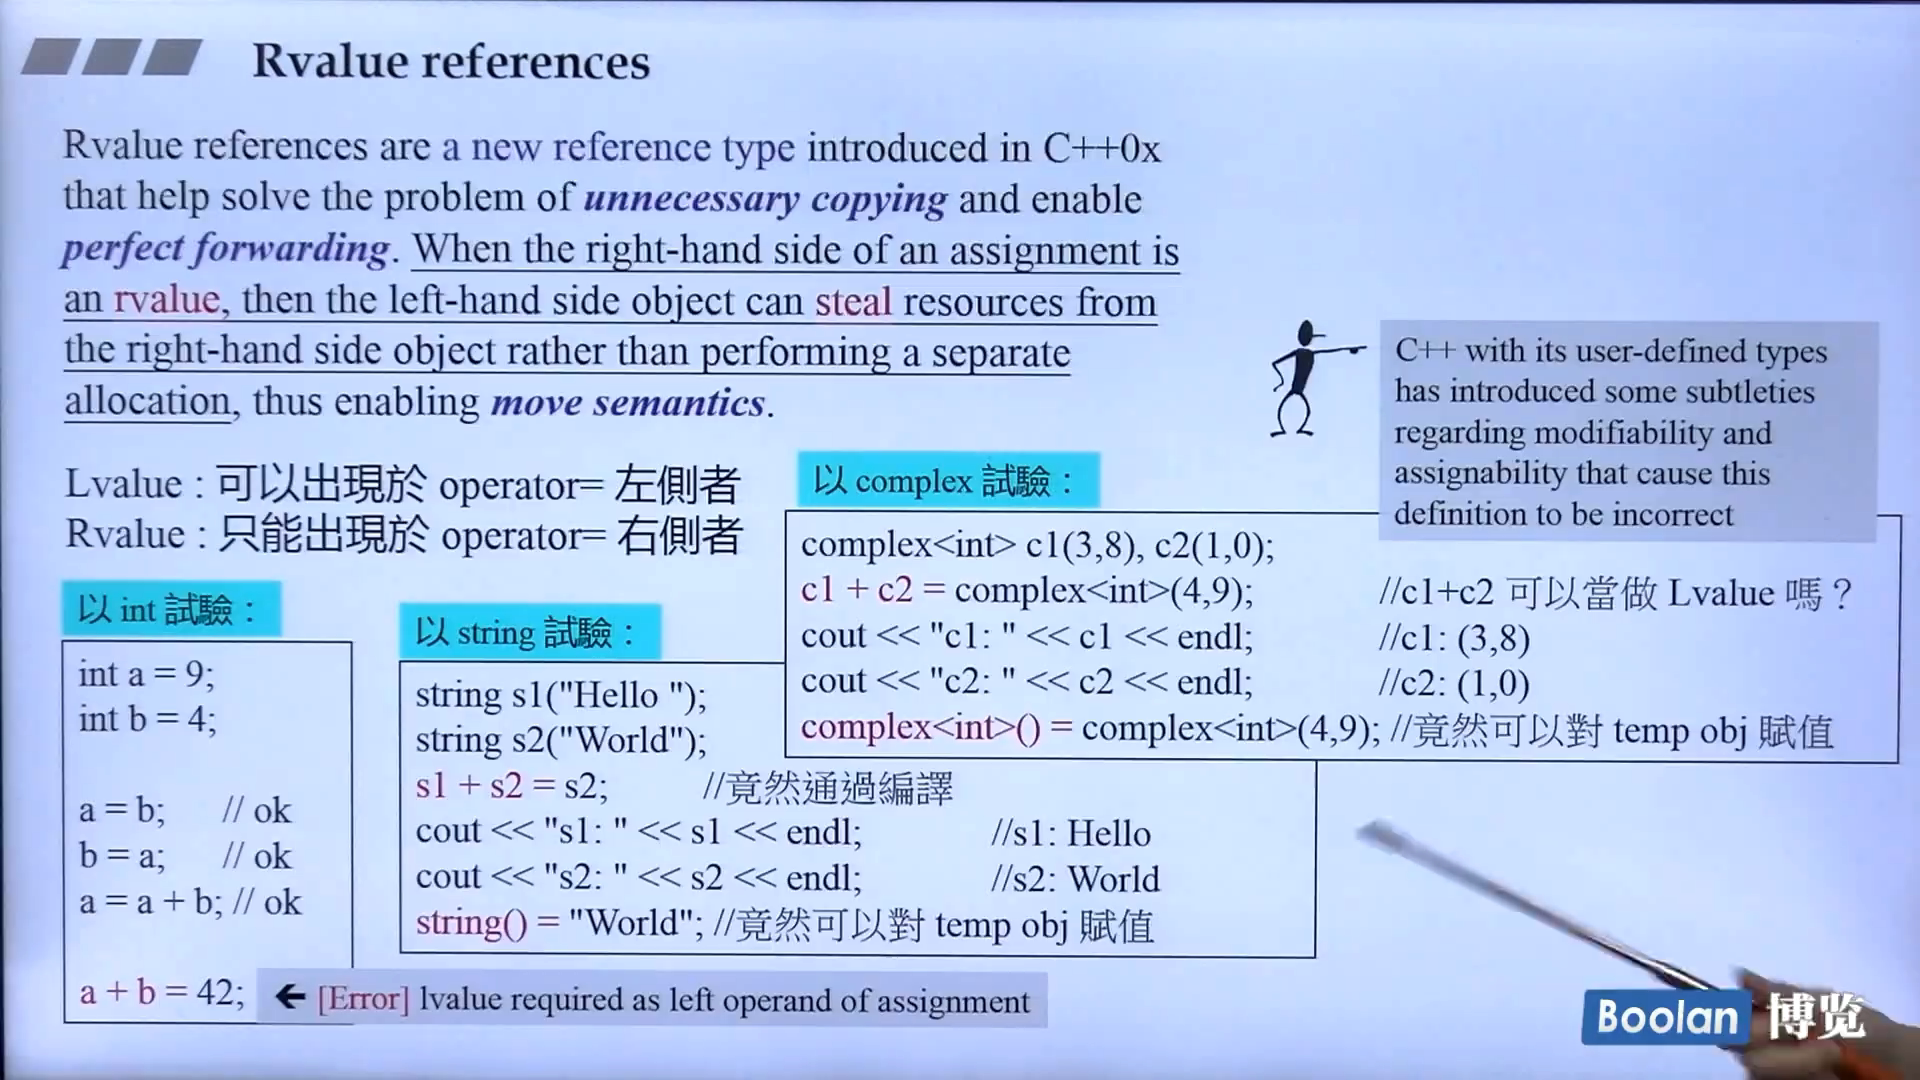 Rvalue references
Rvalue references are a new reference type introduced in C++0x
that help solve the problem of unnecessary copying and enable
perfect forwarding. When the right-hand side of an assignment is
an rvalue, then the left-hand side object can steal resources from
the right-hand side object rather than performing a separate
allocation, thus enabling move semantics.
C++ with its user-defined types
has introduced some subtleties
regarding modifiability and
assignability that cause this
definition to be incorrect
Lvalue : 可以出現於 operator= 左側者
Rvalue : 只能出現於 operator= 右側者
以 int 試驗：
int a = 9;
int b = 4;
a = b; // ok
b = a; // ok
a = a + b; // ok
a + b = 42;
🡰 [Error] lvalue required as left operand of assignment
以 string 試驗：
string s1("Hello ");
string s2("World");
s1 + s2 = s2; //竟然通過編譯
cout << "s1: " << s1 << endl; //s1: Hello
cout << "s2: " << s2 << endl; //s2: World
string() = "World"; //竟然可以對 temp obj 賦值
以 complex 試驗：
complex<int> c1(3,8), c2(1,0);
c1 + c2 = complex<int>(4,9); //c1+c2 可以當做 Lvalue 嗎？
cout << "c1: " << c1 << endl; //c1: (3,8)
cout << "c2: " << c2 << endl; //c2: (1,0)
complex<int>() = complex<int>(4,9); //竟然可以對 temp obj 賦值
Boolan 博览